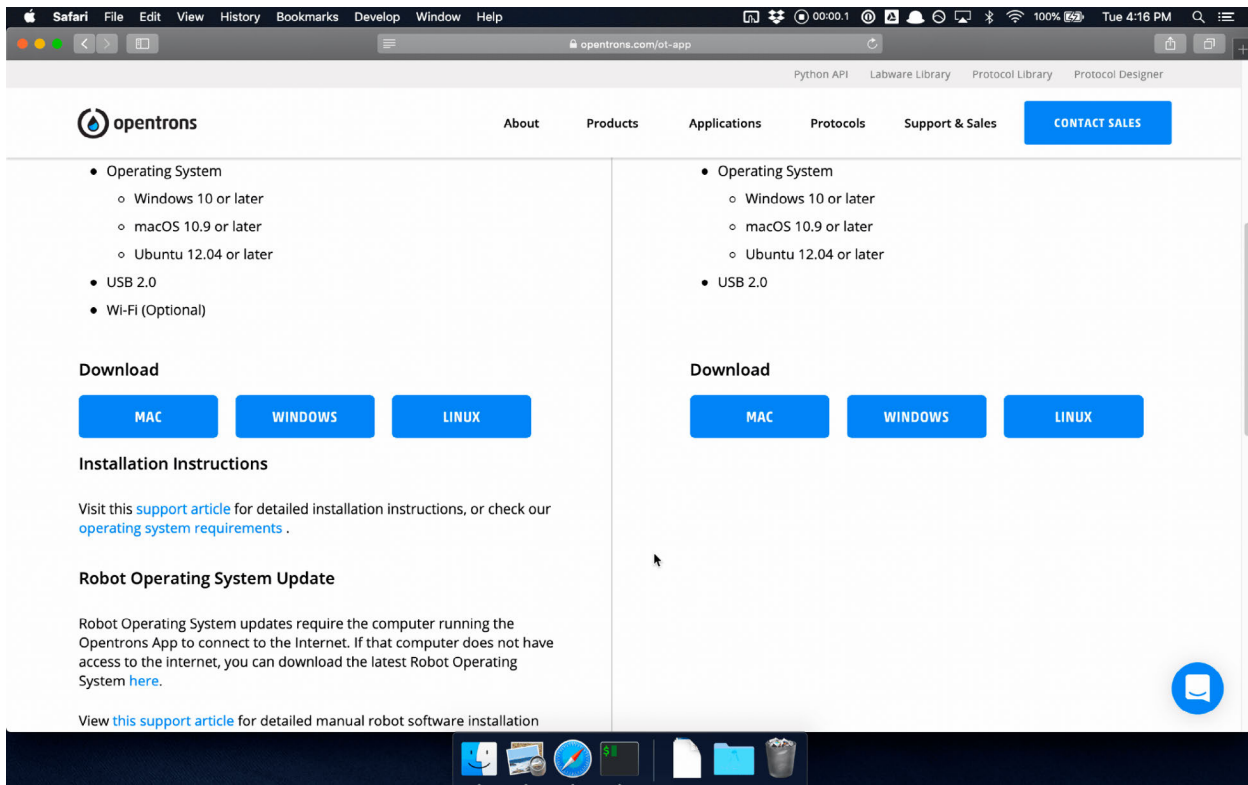 Safari File Edit View History Bookmarks Develop Window Help 00:00.1 100% Tue 4:16 PM
opentrons.com/ot-app
Python API Labware Library Protocol Library Protocol Designer
opentrons About Products Applications Protocols Support & Sales CONTACT SALES
• Operating System
◦ Windows 10 or later
◦ macOS 10.9 or later
◦ Ubuntu 12.04 or later
• USB 2.0
• Wi-Fi (Optional)
Download
MAC WINDOWS LINUX
Installation Instructions
Visit this support article for detailed installation instructions, or check our
operating system requirements .
Robot Operating System Update
Robot Operating System updates require the computer running the
Opentrons App to connect to the Internet. If that computer does not have
access to the internet, you can download the latest Robot Operating
System here.
View this support article for detailed manual robot software installation
• Operating System
◦ Windows 10 or later
◦ macOS 10.9 or later
◦ Ubuntu 12.04 or later
• USB 2.0
Download
MAC WINDOWS LINUX
$